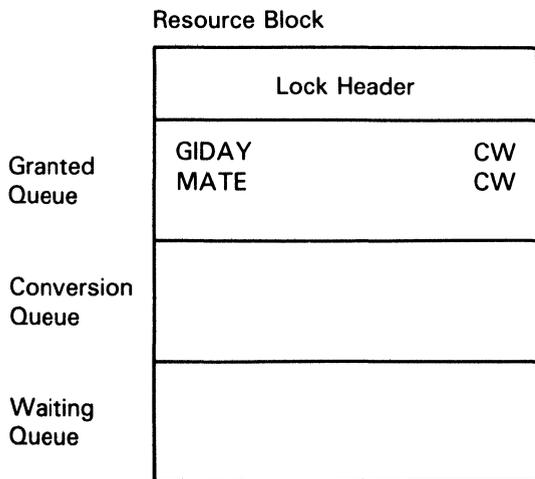 Resource Block
Lock Header
Granted
Queue
GIDAY CW
MATE CW
Conversion
Queue
Waiting
Queue